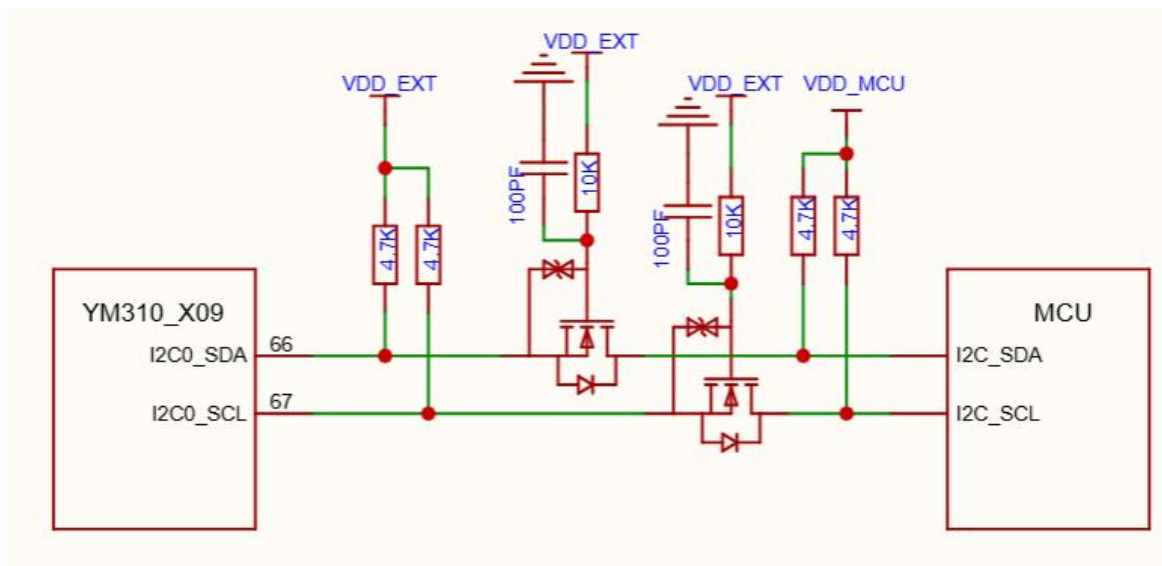 VDD_EXT
VDD_EXT
VDD_EXT
VDD_MCU
100PF
10K
100PF
10K
4.7K
4.7K
4.7K
4.7K
YM310_X09
MCU
I2C0_SDA
66
I2C_SDA
I2C0_SCL
67
I2C_SCL